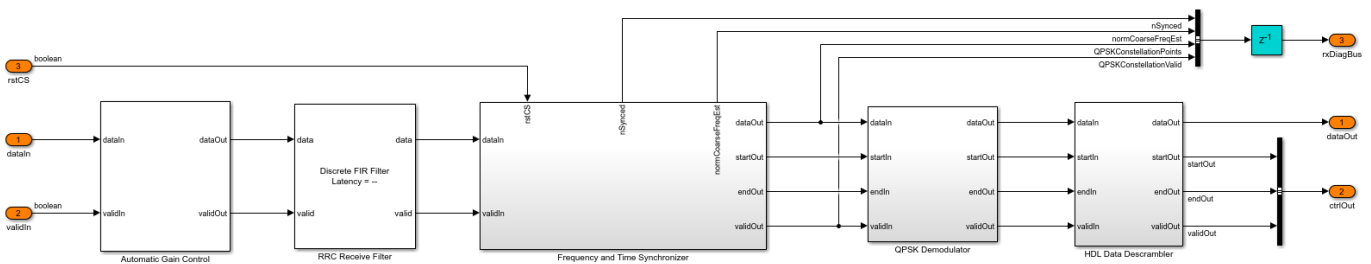 nSynced
normCoarseFreqEst
QPSKConstellationPoints
QPSKConstellationValid
z-1
3
rxDiagBus
3
boolean
rstCS
rstCS
nSynced
normCoarseFreqEst
1
dataIn
dataIn
dataOut
data
data
dataIn
dataOut
dataIn
dataOut
dataIn
dataOut
1
dataOut
Discrete FIR Filter
Latency = --
startOut
startIn
startOut
startIn
startOut
startOut
endOut
endIn
endOut
endIn
endOut
endOut
2
ctrlOut
2
boolean
validIn
validIn
validOut
valid
valid
validIn
validOut
validIn
validOut
validIn
validOut
validOut
Automatic Gain Control
RRC Receive Filter
Frequency and Time Synchronizer
QPSK Demodulator
HDL Data Descrambler